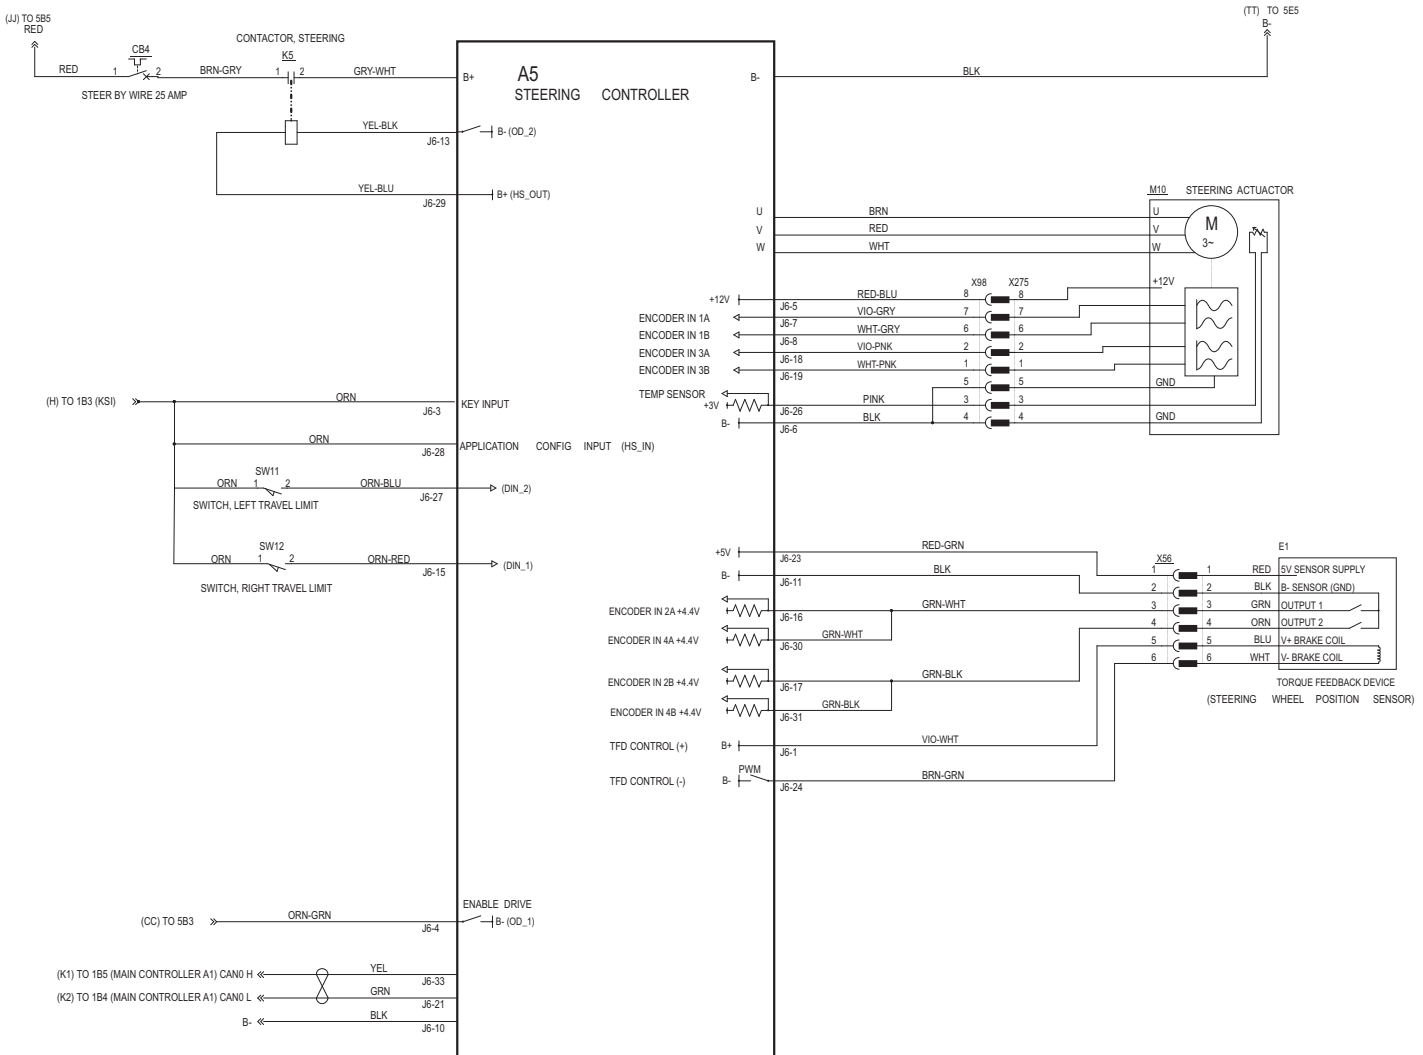 (JJ) TO 5B5
RED
(TT) TO 5E5
B-
CONTACTOR, STEERING
CB4
K5
RED
1
2
BRN-GRY
1
2
GRY-WHT
B+
A5
STEERING CONTROLLER
B-
BLK
STEER BY WIRE 25 AMP
YEL-BLK
J6-13
B- (OD_2)
YEL-BLU
J6-29
B+ (HS_OUT)
M10
STEERING ACTUACTOR
U
BRN
U
V
RED
V
W
WHT
W
M
3~
X98
X275
+12V
+12V
RED-BLU
8
8
J6-5
ENCODER IN 1A
VIO-GRY
7
7
J6-7
ENCODER IN 1B
WHT-GRY
6
6
J6-8
ENCODER IN 3A
VIO-PNK
2
2
J6-18
ENCODER IN 3B
WHT-PNK
1
1
J6-19
5
5
GND
TEMP SENSOR
+3V
PINK
3
3
J6-26
B-
BLK
4
4
GND
J6-6
(H) TO 1B3 (KSI)
ORN
J6-3
KEY INPUT
ORN
J6-28
APPLICATION CONFIG INPUT (HS_IN)
SW11
ORN
1
2
ORN-BLU
J6-27
(DIN_2)
SWITCH, LEFT TRAVEL LIMIT
SW12
ORN
1
2
ORN-RED
J6-15
(DIN_1)
SWITCH, RIGHT TRAVEL LIMIT
+5V
RED-GRN
J6-23
B-
BLK
J6-11
ENCODER IN 2A +4.4V
GRN-WHT
J6-16
ENCODER IN 4A +4.4V
GRN-WHT
J6-30
ENCODER IN 2B +4.4V
GRN-BLK
J6-17
ENCODER IN 4B +4.4V
GRN-BLK
J6-31
TFD CONTROL (+)
B+
VIO-WHT
J6-1
TFD CONTROL (-)
B-
PWM
BRN-GRN
J6-24
X56
E1
1
1
RED
5V SENSOR SUPPLY
2
2
BLK
B- SENSOR (GND)
3
3
GRN
OUTPUT 1
4
4
ORN
OUTPUT 2
5
5
BLU
V+ BRAKE COIL
6
6
WHT
V- BRAKE COIL
TORQUE FEEDBACK DEVICE
(STEERING WHEEL POSITION SENSOR)
ENABLE DRIVE
(CC) TO 5B3
ORN-GRN
J6-4
B- (OD_1)
(K1) TO 1B5 (MAIN CONTROLLER A1) CAN0 H
YEL
J6-33
(K2) TO 1B4 (MAIN CONTROLLER A1) CAN0 L
GRN
J6-21
B-
BLK
J6-10